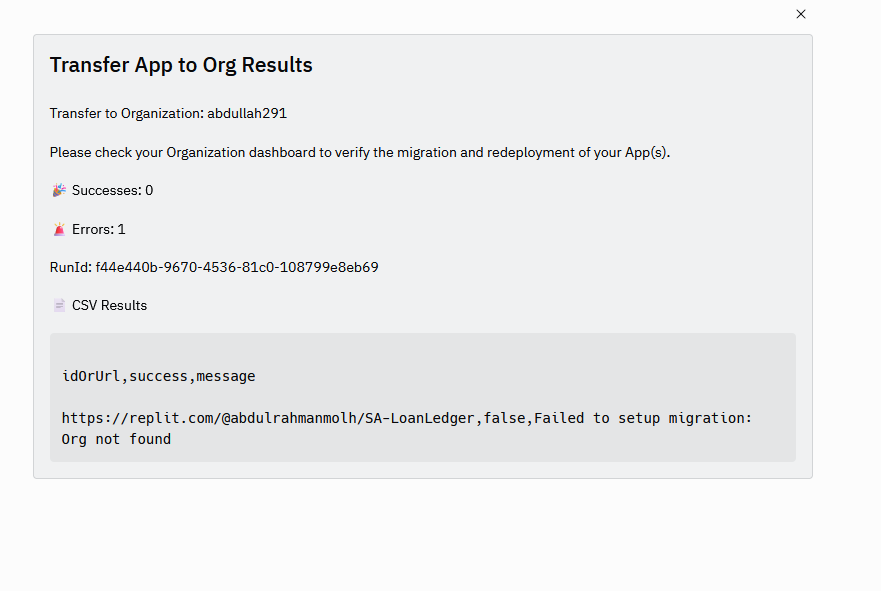 Transfer App to Org Results
Transfer to Organization: abdullah291
Please check your Organization dashboard to verify the migration and redeployment of your App(s).
🎉 Successes: 0
🚨 Errors: 1
RunId: f44e440b-9670-4536-81c0-108799e8eb69
📄 CSV Results
idOrUrl,success,message
https://replit.com/@abdulrahmanmolh/SA-LoanLedger,false,Failed to setup migration:
Org not found